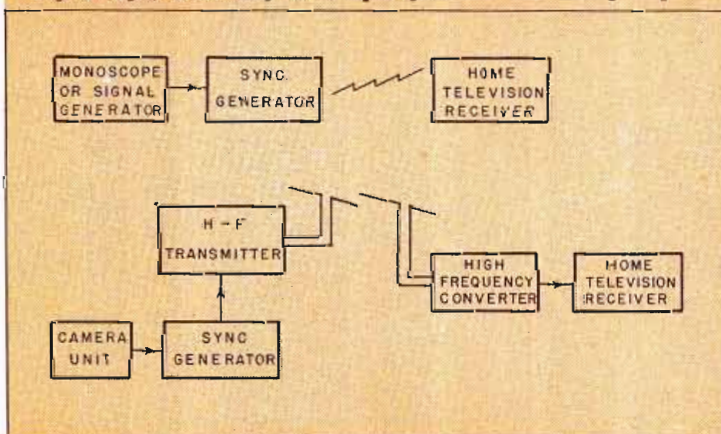 MONOSCOPE
OR SIGNAL
GENERATOR
SYNC
GENERATOR
HOME
TELEVISION
RECEIVER
H-F
TRANSMITTER
HIGH
FREQUENCY
CONVERTER
HOME
TELEVISION
RECEIVER
CAMERA
UNIT
SYNC
GENERATOR